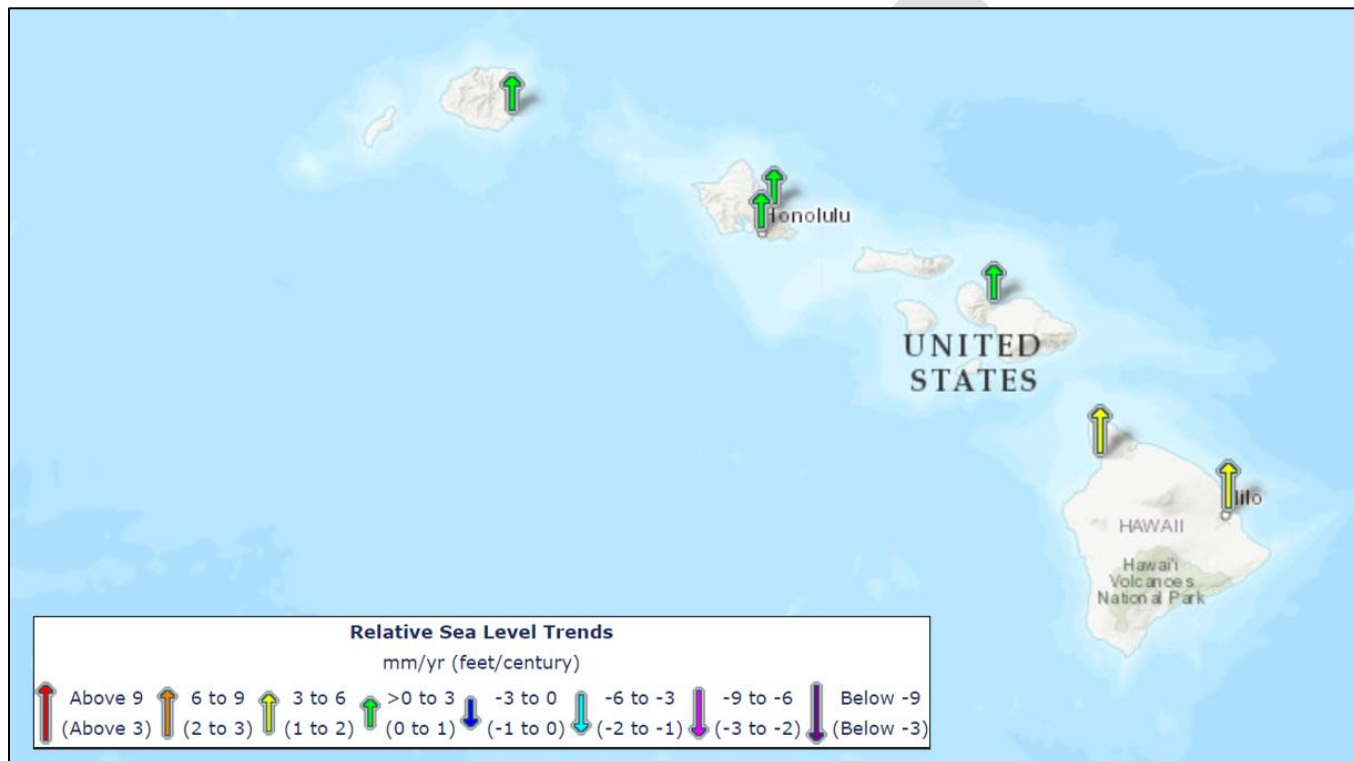 Honolulu
UNITED
STATES
Hilo
HAWAII
Hawai'i
Volcanoes
National Park
Relative Sea Level Trends
mm/yr (feet/century)
Above 9 6 to 9 3 to 6 >0 to 3 -3 to 0 -6 to -3 -9 to -6 Below -9
(Above 3) (2 to 3) (1 to 2) (0 to 1) (-1 to 0) (-2 to -1) (-3 to -2) (Below -3)